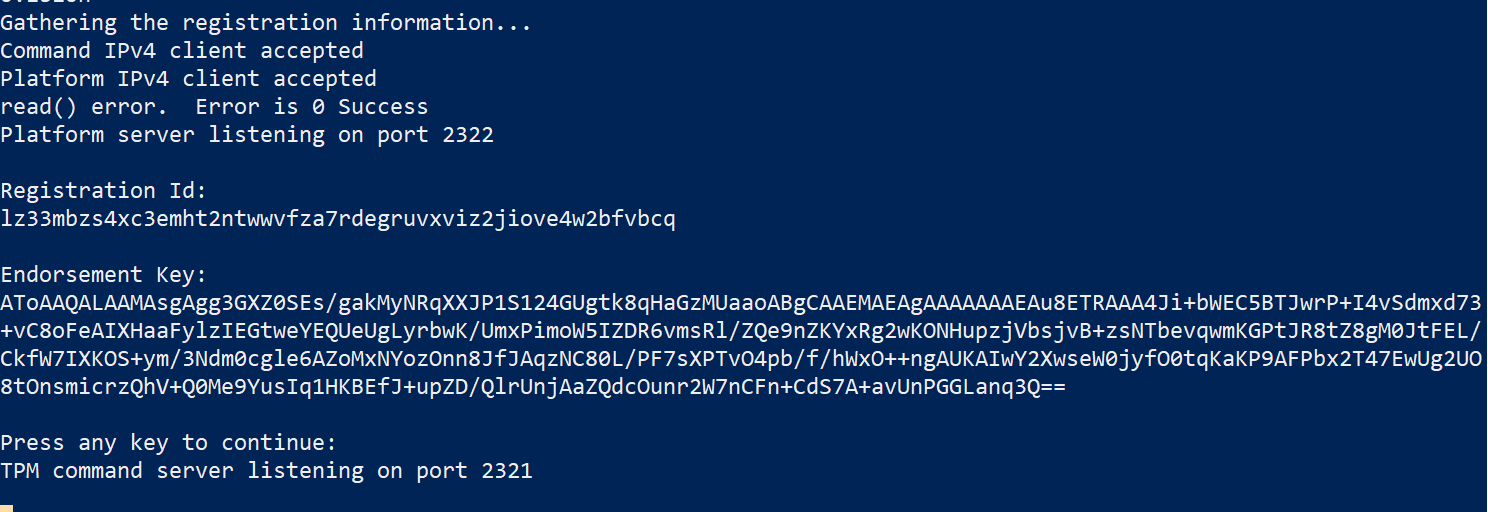 Gathering the registration information...
Command IPv4 client accepted
Platform IPv4 client accepted
read() error.  Error is 0 Success
Platform server listening on port 2322
Registration Id:
lz33mbzs4xc3emht2ntwwvfza7rdegruvxviz2jiove4w2bfvbcq
Endorsement Key:
AToAAQALAAMAsgAgg3GXZ0SEs/gakMyNRqXXJP1S124GUgtk8qHaGzMUaaoABgCAAEMAEAgAAAAAAAEAu8ETRAAA4Ji+bWEC5BTJwrP+I4vSdmxd73
+vC8oFeAIXHaaFylzIEGtweYEQUeUgLyrbwK/UmxPimoW5IZDR6vmsRl/ZQe9nZKYxRg2wKONHupzjVbsjvB+zsNTbevqwmKGPtJR8tZ8gM0JtFEL/
CkfW7IXKOS+ym/3Ndm0cgle6AZoMxNYozOnn8JfJAqzNC80L/PF7sXPTvO4pb/f/hWxO++ngAUKAIwY2XwseW0jyfO0tqKaKP9AFPbx2T47EwUg2UO
8tOnsmicrzQhV+Q0Me9YusIq1HKBEfJ+upZD/QlrUnjAaZQdcOunr2W7nCFn+CdS7A+avUnPGGLanq3Q==
Press any key to continue:
TPM command server listening on port 2321